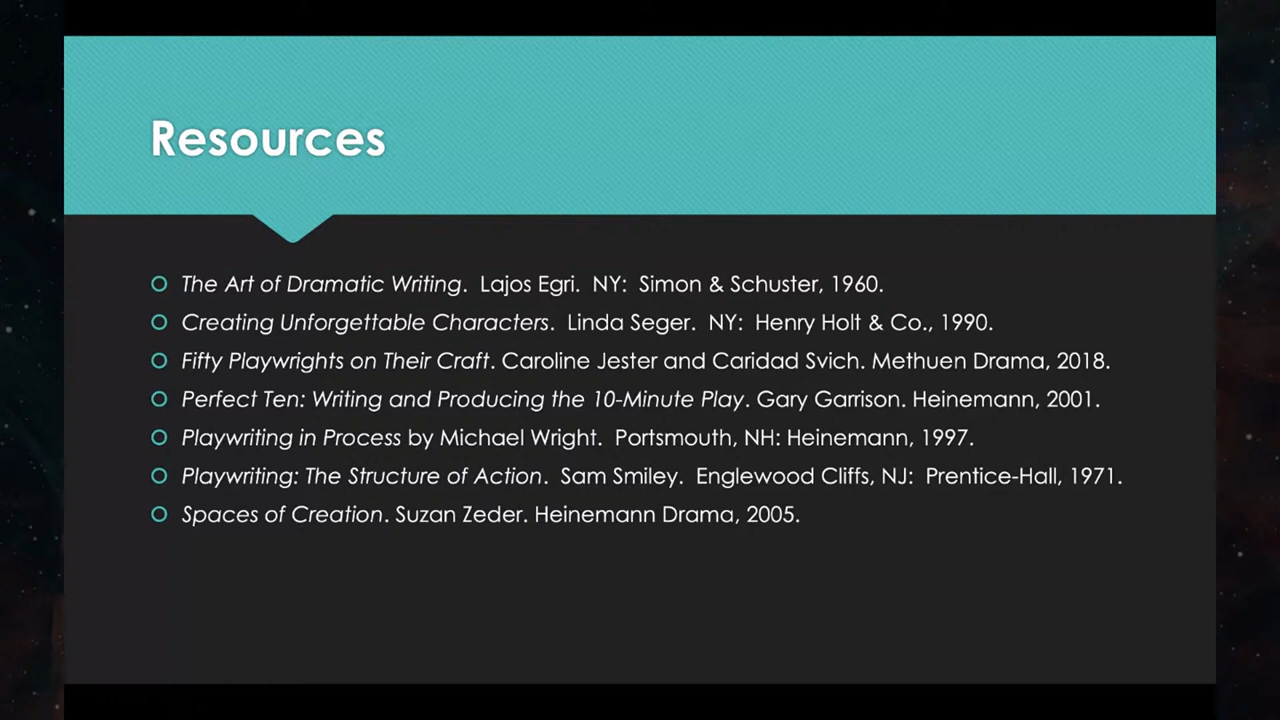 Resources
The Art of Dramatic Writing.  Lajos Egri.  NY:  Simon & Schuster, 1960.
Creating Unforgettable Characters.  Linda Seger.  NY:  Henry Holt & Co., 1990.
Fifty Playwrights on Their Craft. Caroline Jester and Caridad Svich. Methuen Drama, 2018.
Perfect Ten: Writing and Producing the 10-Minute Play. Gary Garrison. Heinemann, 2001.
Playwriting in Process by Michael Wright.  Portsmouth, NH: Heinemann, 1997.
Playwriting: The Structure of Action.  Sam Smiley.  Englewood Cliffs, NJ:  Prentice-Hall, 1971.
Spaces of Creation. Suzan Zeder. Heinemann Drama, 2005.